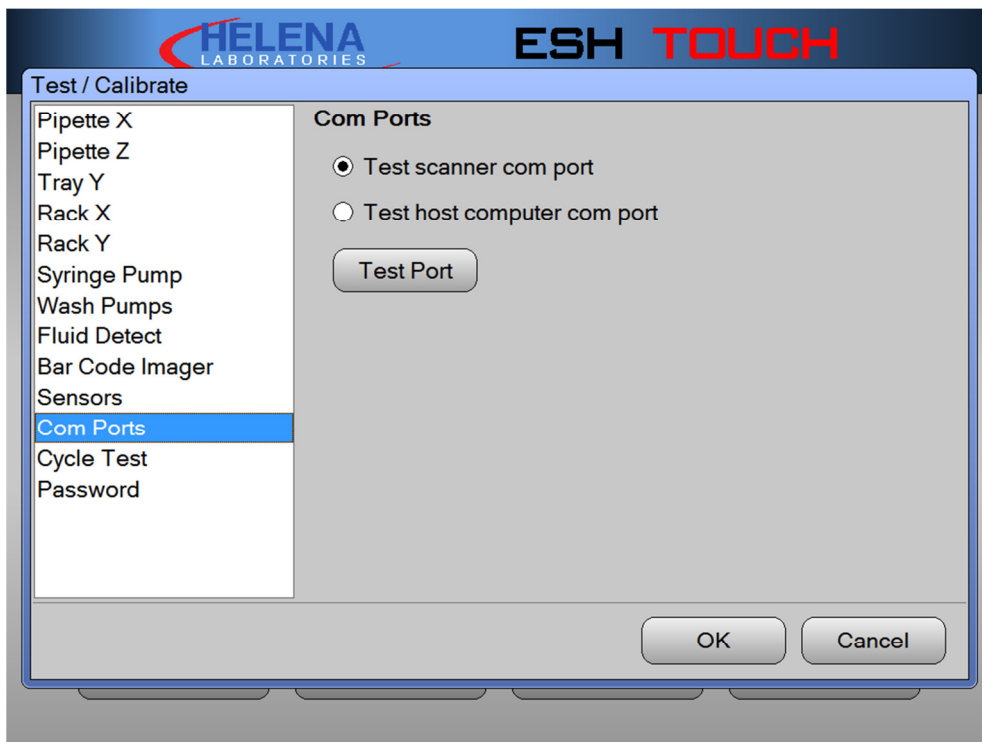 HELENA
LABORATORIES
ESH TOUCH
Test / Calibrate
Pipette X
Pipette Z
Tray Y
Rack X
Rack Y
Syringe Pump
Wash Pumps
Fluid Detect
Bar Code Imager
Sensors
Com Ports
Cycle Test
Password
Com Ports
Test scanner com port
Test host computer com port
Test Port
OK
Cancel